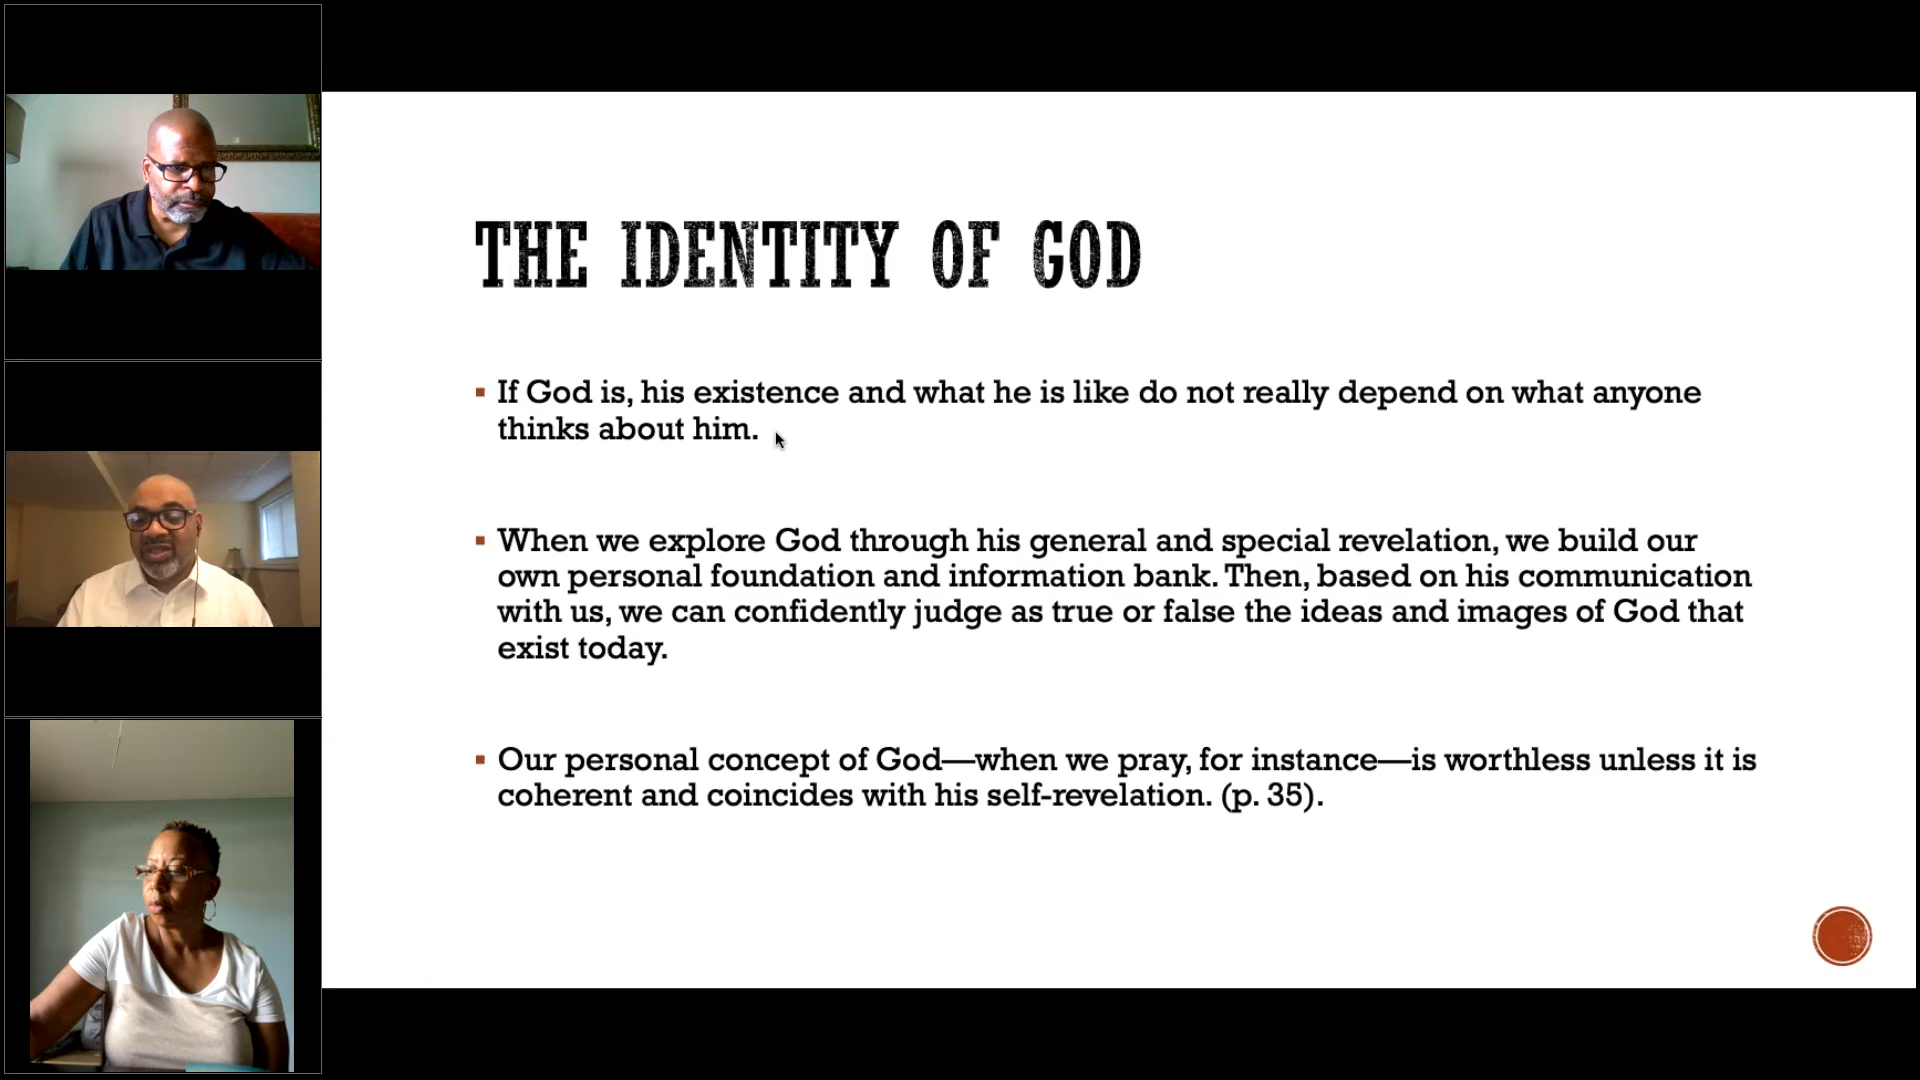 THE IDENTITY OF GOD
▪ If God is, his existence and what he is like do not really depend on what anyone
thinks about him.
▪ When we explore God through his general and special revelation, we build our
own personal foundation and information bank. Then, based on his communication
with us, we can confidently judge as true or false the ideas and images of God that
exist today.
▪ Our personal concept of God—when we pray, for instance—is worthless unless it is
coherent and coincides with his self-revelation. (p. 35).